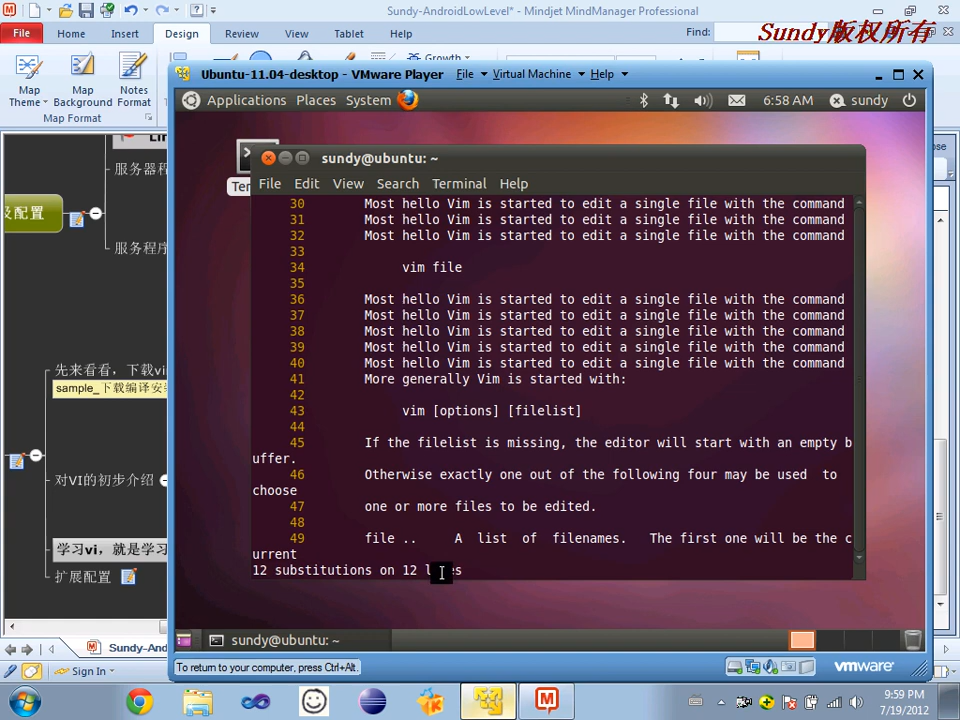 Sundy-AndroidLowLevel* - Mindjet MindManager Professional
File Home Insert Design Review View Tablet Help Find:
Sundy版权所有
Map Theme
Map Background
Notes Format
Growth
Map Format
Ubuntu-11.04-desktop - VMware Player File Virtual Machine Help
Applications Places System 6:58 AM sundy
sundy@ubuntu: ~
File Edit View Search Terminal Help
30 Most hello Vim is started to edit a single file with the command
31 Most hello Vim is started to edit a single file with the command
32 Most hello Vim is started to edit a single file with the command
33
34 vim file
35
36 Most hello Vim is started to edit a single file with the command
37 Most hello Vim is started to edit a single file with the command
38 Most hello Vim is started to edit a single file with the command
39 Most hello Vim is started to edit a single file with the command
40 Most hello Vim is started to edit a single file with the command
41 More generally Vim is started with:
42
43 vim [options] [filelist]
44
45 If the filelist is missing, the editor will start with an empty b
uffer.
46 Otherwise exactly one out of the following four may be used to
choose
47 one or more files to be edited.
48
49 file .. A list of filenames. The first one will be the c
urrent
12 substitutions on 12
服务器程
及配置
服务程序
先来看看，下载vi
sample_下载编译安装
对VI的初步介绍
学习vi，就是学习
扩展配置
sundy@ubuntu: ~
Sundy-And
To return to your computer, press Ctrl+Alt.
vmware
Sign In
9:59 PM
7/19/2012